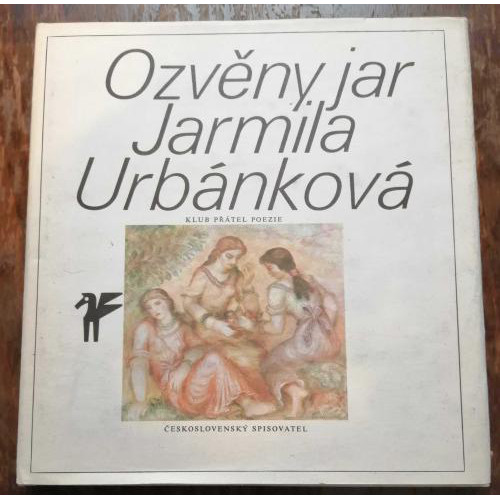 Ozvěny jar
Jarmila
Urbánková
KLUB PŘÁTEL POEZIE
ČESKOSLOVENSKÝ SPISOVATEL